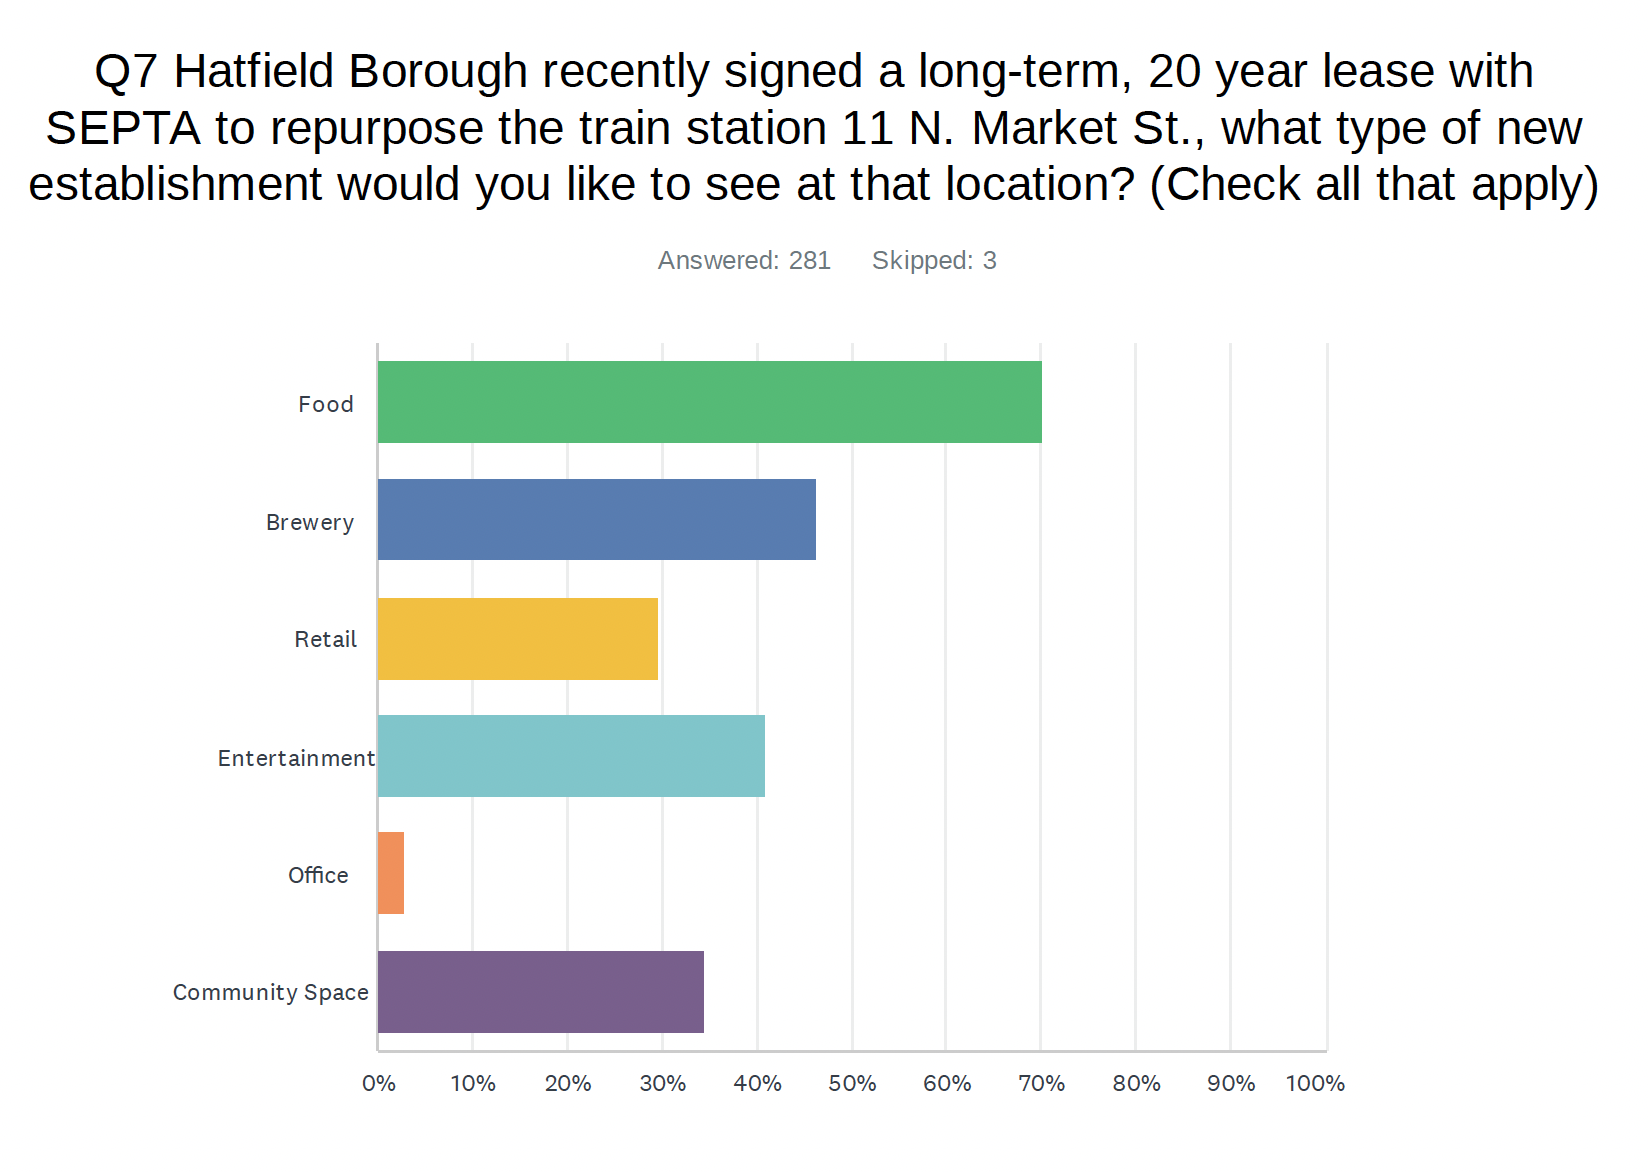 Q7 Hatfield Borough recently signed a long-term, 20 year lease with
SEPTA to repurpose the train station 11 N. Market St., what type of new
establishment would you like to see at that location? (Check all that apply)
Answered: 281 Skipped: 3
Food
Brewery
Retail
Entertainment
Office
Community Space
0% 10% 20% 30% 40% 50% 60% 70% 80% 90% 100%